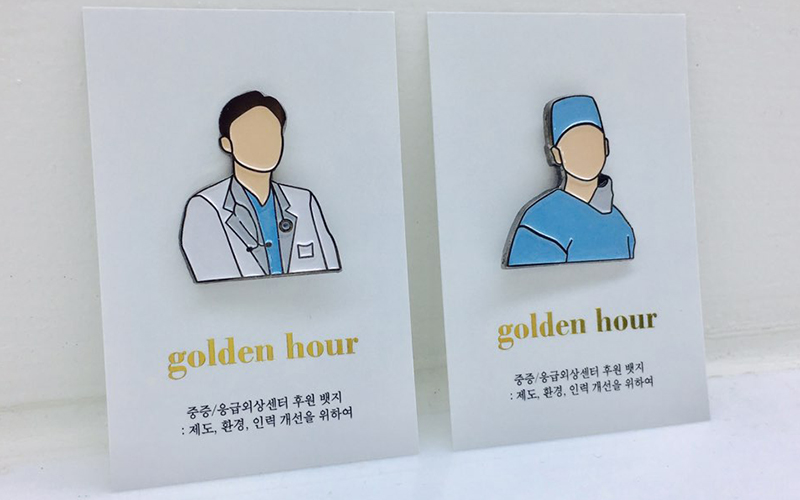 golden hour
중증/응급외상센터 후원 뱃지
: 제도, 환경, 인력 개선을 위하여
golden hour
중증/응급외상센터 후원 뱃지
: 제도, 환경, 인력 개선을 위하여